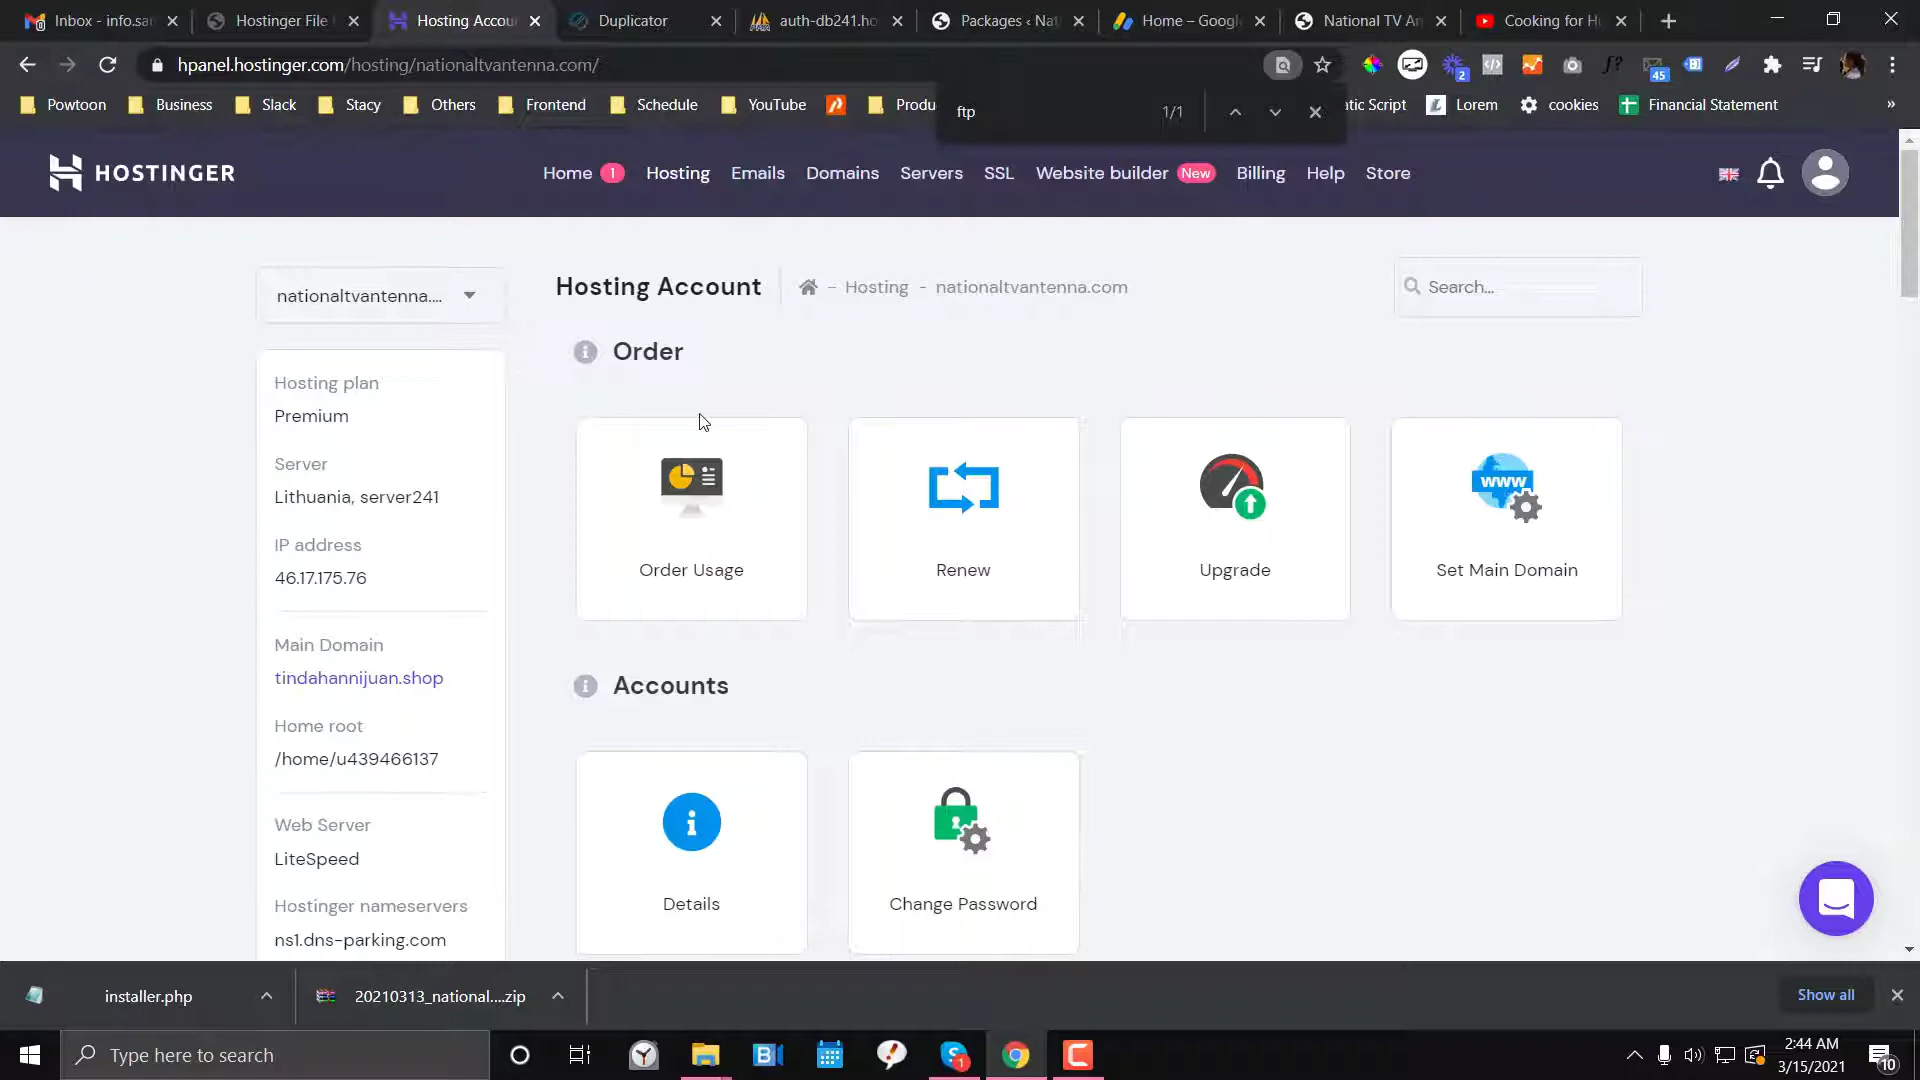 Inbox - info.sar
Hostinger File
Hosting Accou
Duplicator
auth-db241.ho
Packages ‹ Nat
Home – Google
National TV An
Cooking for H
hpanel.hostinger.com/hosting/nationaltvantenna.com/
2
45
Powtoon
Business
Slack
Stacy
Others
Frontend
Schedule
YouTube
Produ
ftp
1/1
atic Script
Lorem
cookies
Financial Statement
»
HOSTINGER
Home 1
Hosting
Emails
Domains
Servers
SSL
Website builder New
Billing
Help
Store
nationaltvantenna....
Hosting Account
- Hosting - nationaltvantenna.com
Search...
Hosting plan
Premium
Server
Lithuania, server241
IP address
46.17.175.76
Main Domain
tindahannijuan.shop
Home root
/home/u439466137
Web Server
LiteSpeed
Hostinger nameservers
ns1.dns-parking.com
Order
Order Usage
Renew
Upgrade
www
Set Main Domain
Accounts
Details
Change Password
installer.php
20210313_national....zip
Show all
Type here to search
2:44 AM
3/15/2021
10